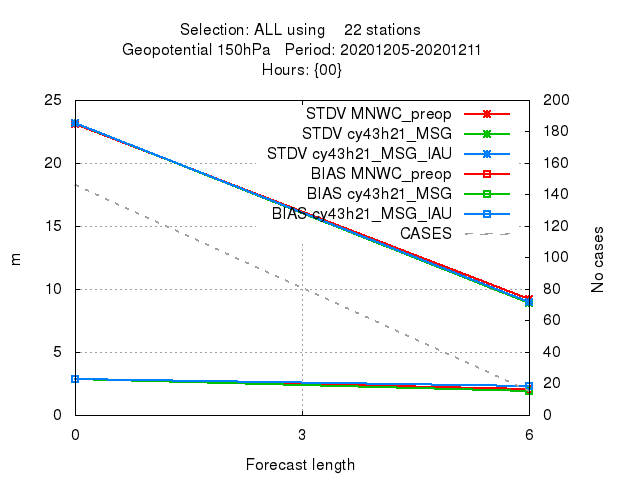 Selection: ALL using    22 stations
Geopotential 150hPa   Period: 20201205-20201211
Hours: {00}
25
20
15
10
5
0
200
180
160
140
120
100
80
60
40
20
0
STDV MNWC_preop
STDV cy43h21_MSG
STDV cy43h21_MSG_IAU
BIAS MNWC_preop
BIAS cy43h21_MSG
BIAS cy43h21_MSG_IAU
CASES
m
No cases
0
3
6
Forecast length